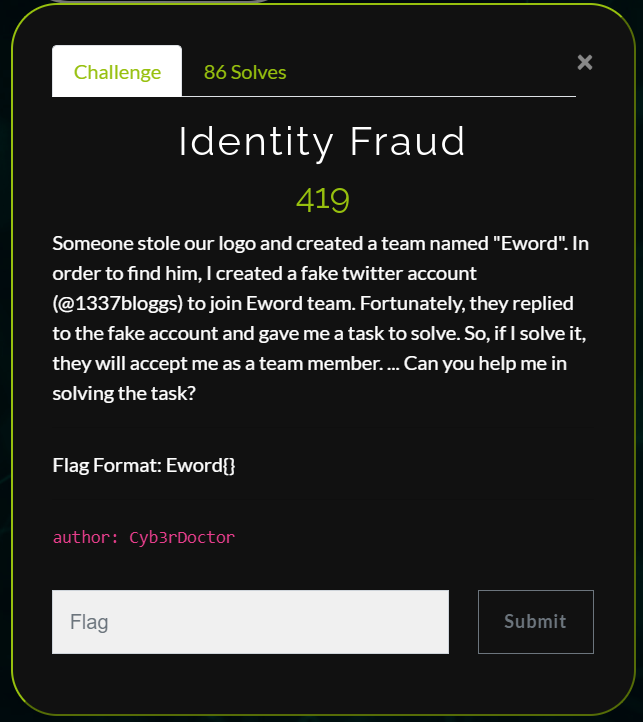 Challenge
86 Solves
×
Identity Fraud
419
Someone stole our logo and created a team named "Eword". In
order to find him, I created a fake twitter account
(@1337bloggs) to join Eword team. Fortunately, they replied
to the fake account and gave me a task to solve. So, if I solve it,
they will accept me as a team member. ... Can you help me in
solving the task?
Flag Format: Eword{}
author: Cyb3rDoctor
Flag
Submit